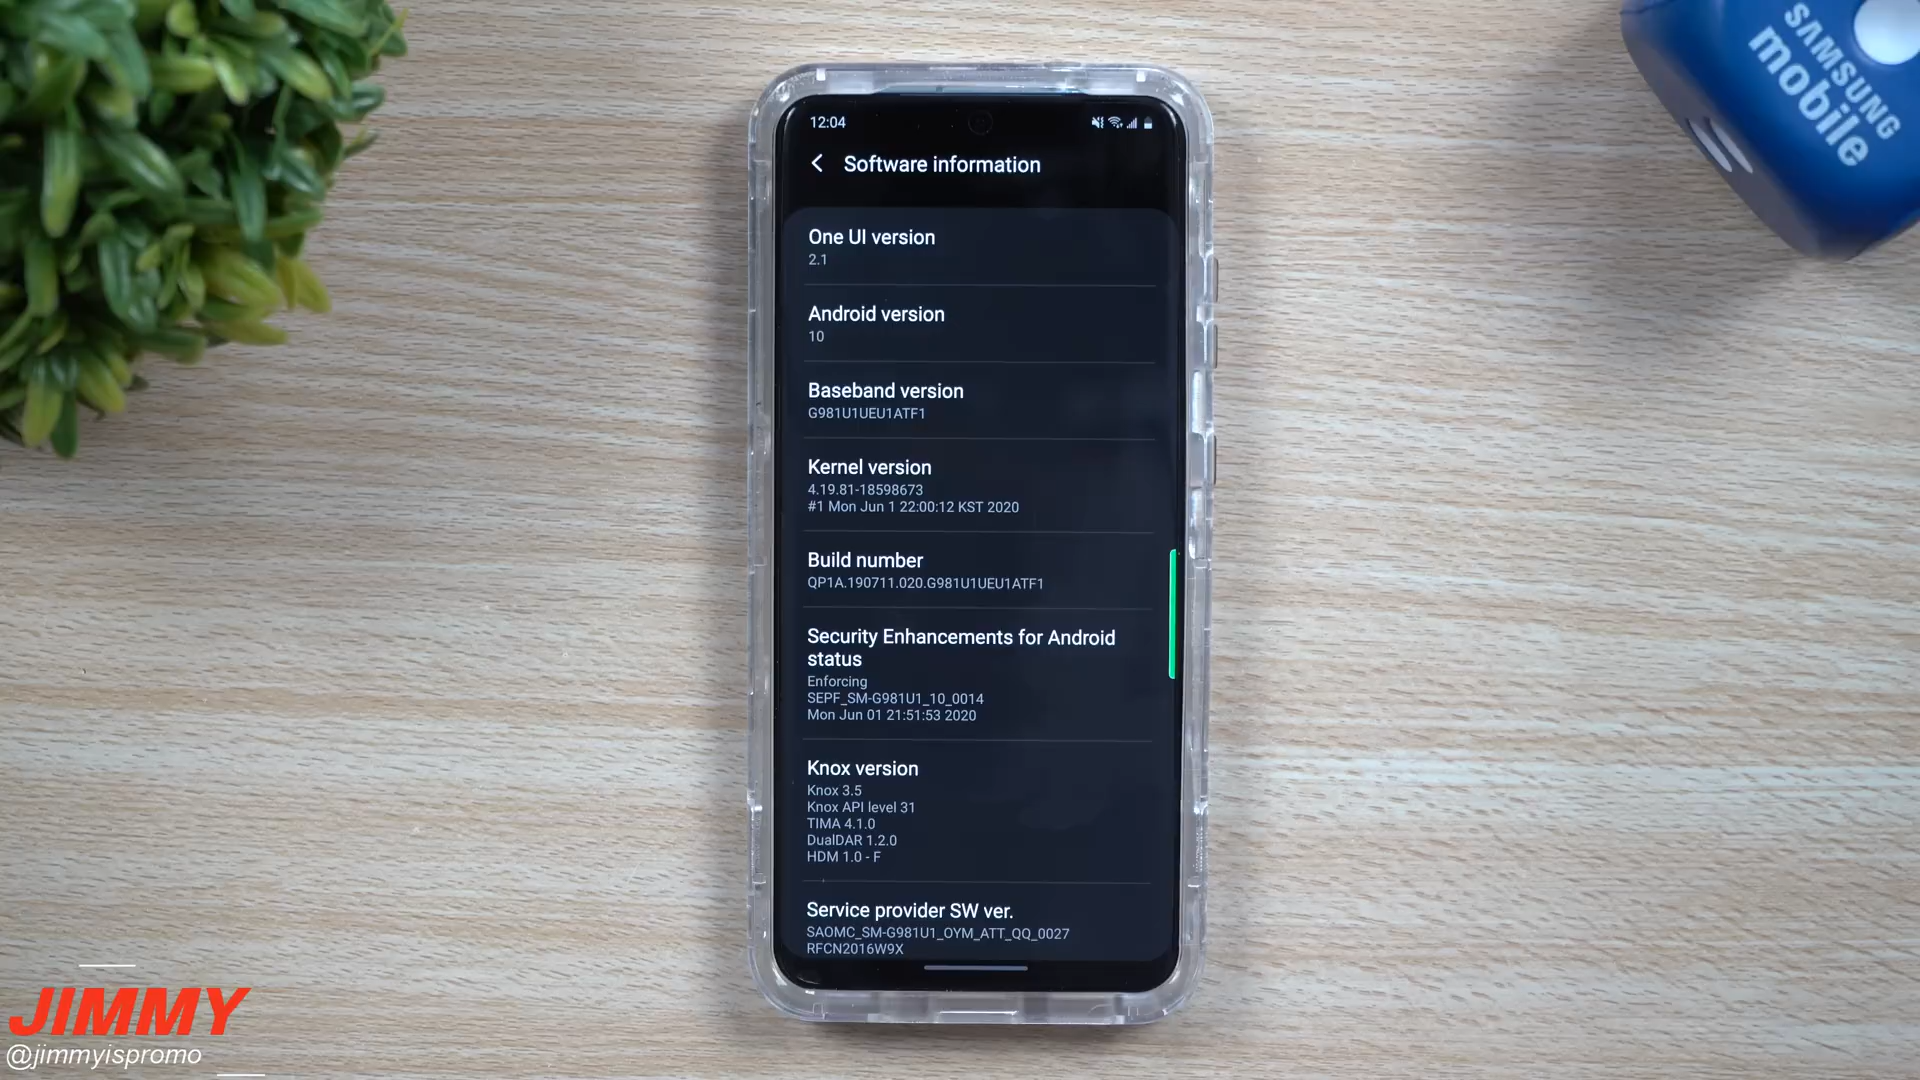 SAMSUNG
mobile
12:04
Software information
One UI version
2.1
Android version
10
Baseband version
G981U1UEU1ATF1
Kernel version
4.19.81-18598673
#1 Mon Jun 1 22:00:12 KST 2020
Build number
QP1A.190711.020.G981U1UEU1ATF1
Security Enhancements for Android
status
Enforcing
SEPF_SM-G981U1_10_0014
Mon Jun 01 21:51:53 2020
Knox version
Knox 3.5
Knox API level 31
TIMA 4.1.0
DualDAR 1.2.0
HDM 1.0 - F
Service provider SW ver.
SAOMC_SM-G981U1_OYM_ATT_QQ_0027
RFCN2016W9X
JIMMY
@jimmyispromo